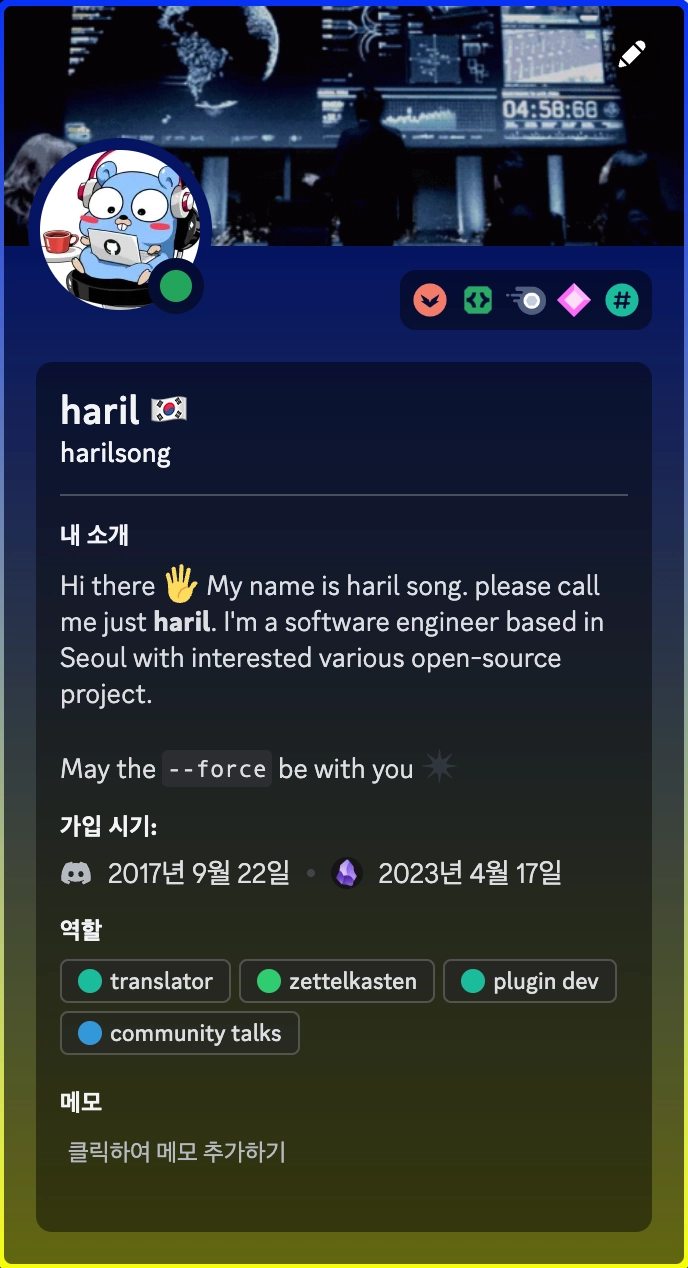 04:58:68
haril 🇰🇷
harilsong
내 소개
Hi there 🖐 My name is haril song. please call
me just haril. I'm a software engineer based in
Seoul with interested various open-source
project.
May the --force be with you
가입 시기:
2017년 9월 22일 • 2023년 4월 17일
역할
translator zettelkasten plugin dev
community talks
메모
클릭하여 메모 추가하기